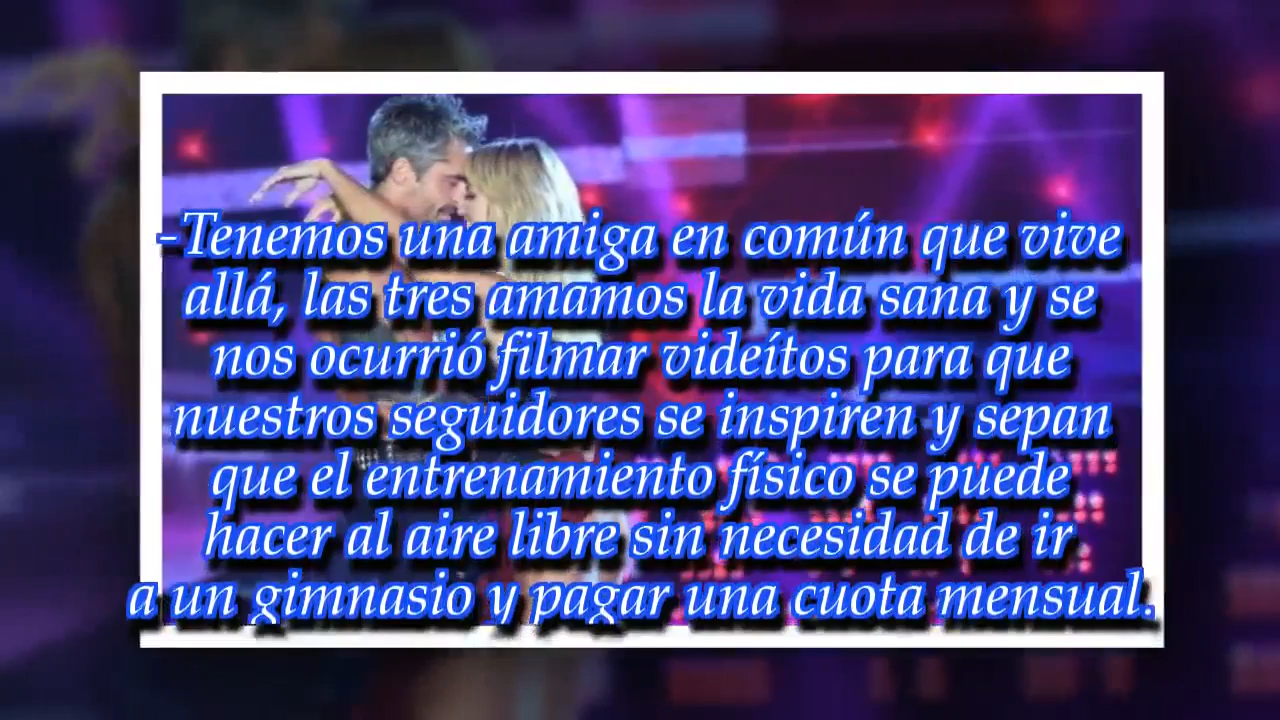 -Tenemos una amiga en común que vive
allá, las tres amamos la vida sana y se
nos ocurrió filmar videítos para que
nuestros seguidores se inspiren y sepan
que el entrenamiento físico se puede
hacer al aire libre sin necesidad de ir
a un gimnasio y pagar una cuota mensual.